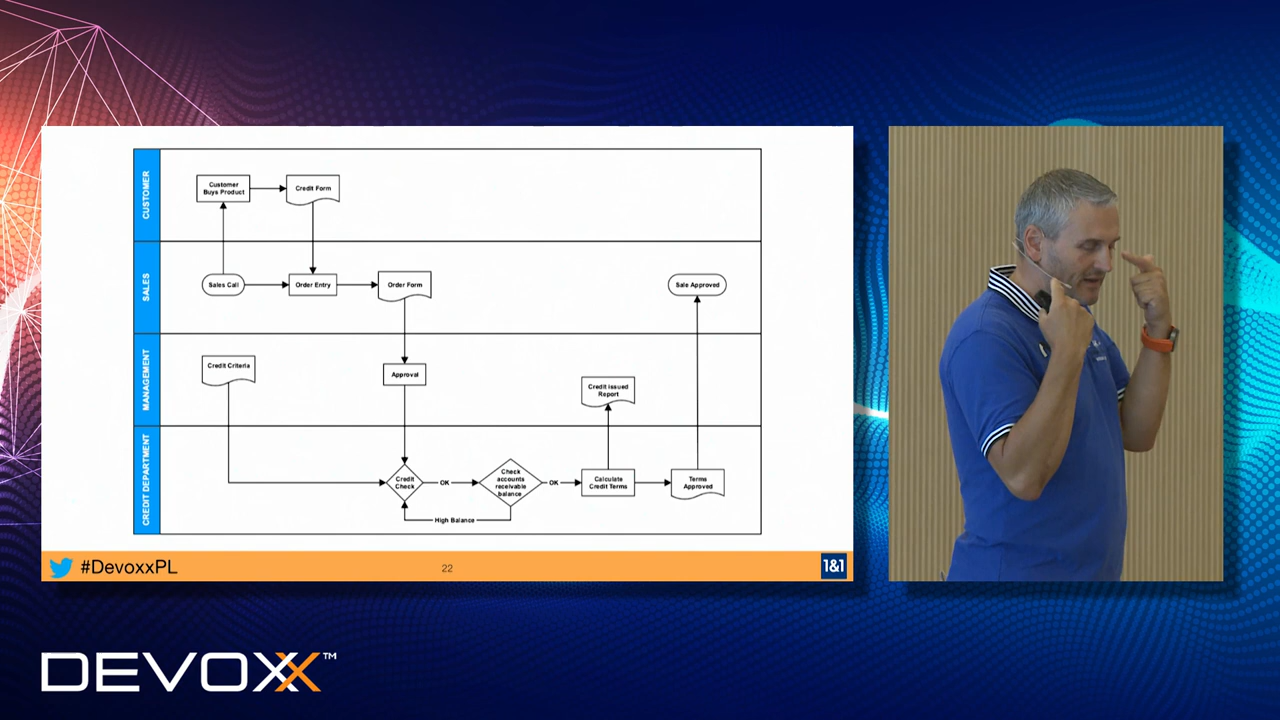 CUSTOMER
Customer
Buys Product
Credit Form
SALES
Sales Call
Order Entry
Order Form
Sale Approved
MANAGEMENT
Credit Criteria
Approval
Credit Issued
Report
CREDIT DEPARTMENT
Credit
Check
OK
Check
accounts
receivable
balance
OK
Calculate
Credit Terms
Terms
Approved
High Balance
#DevoxxPL
22
1&1
DEVOXX™